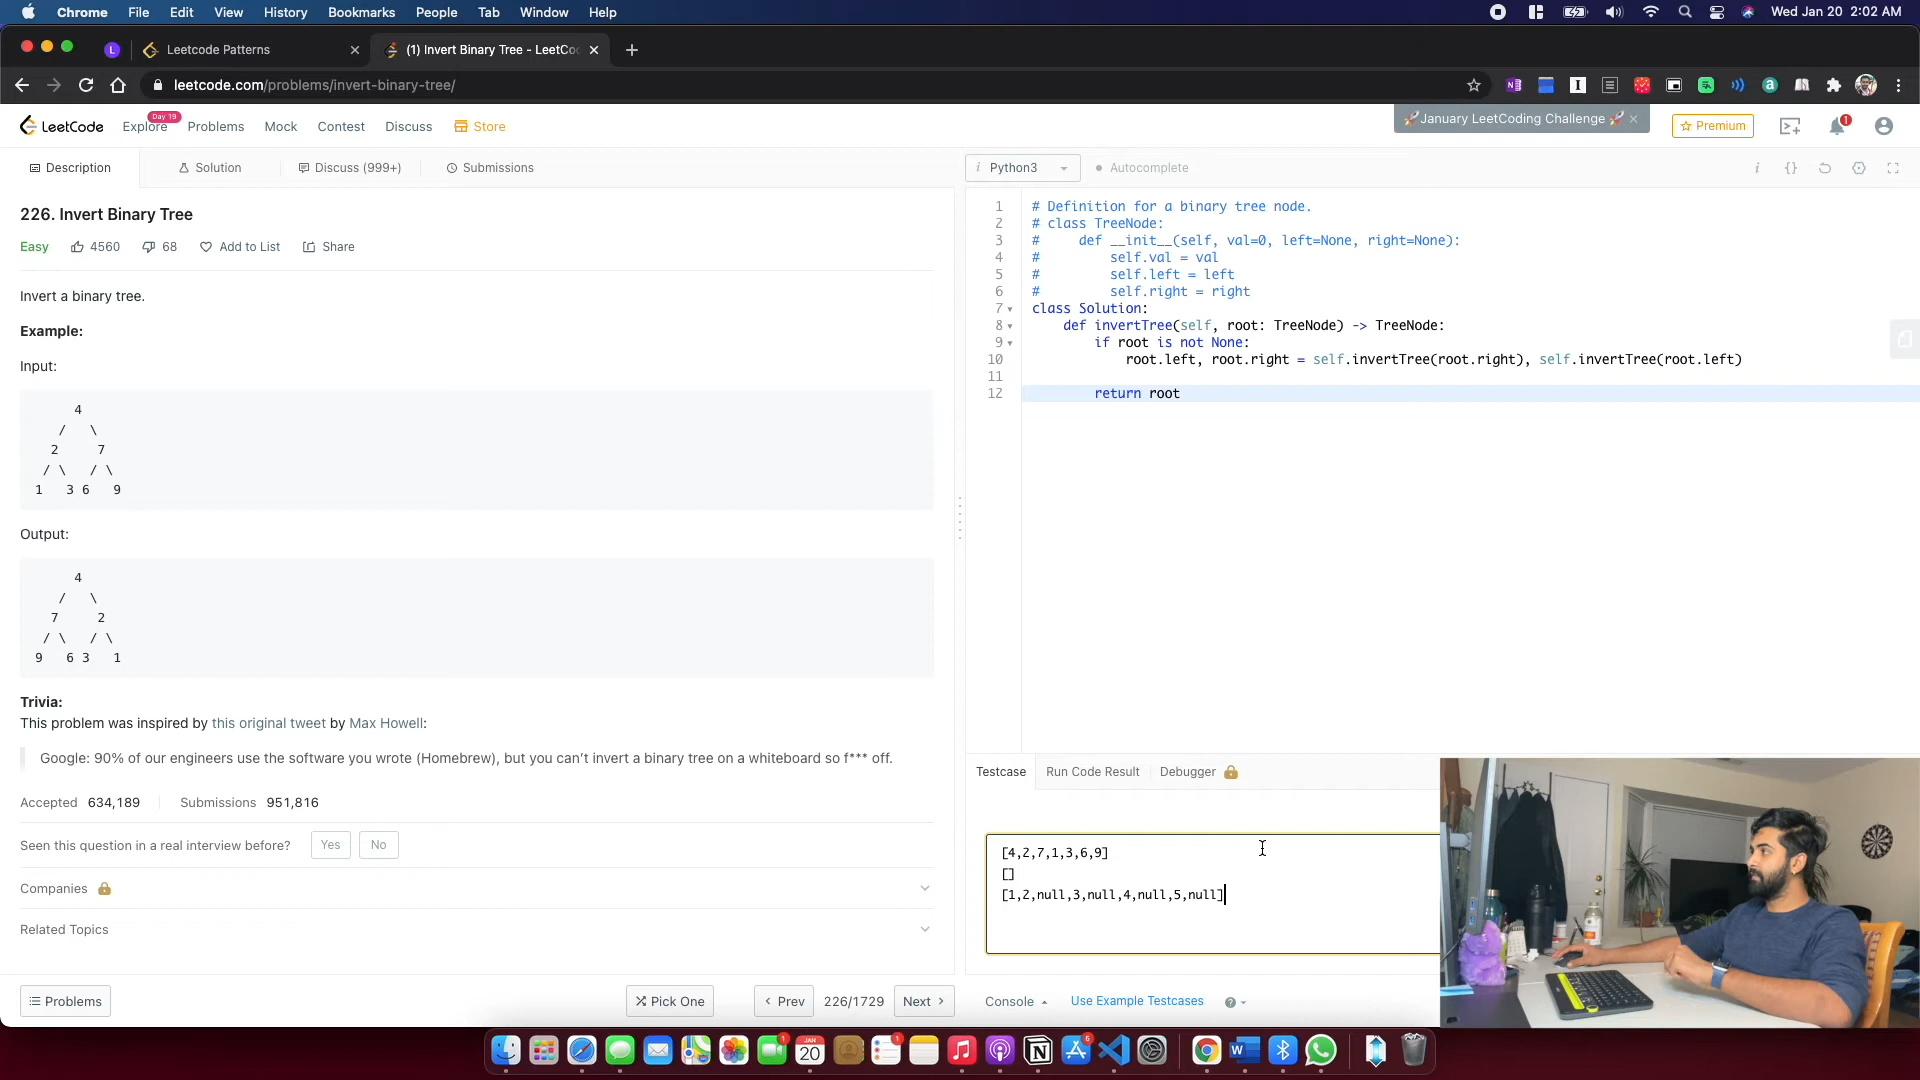 Chrome File Edit View History Bookmarks People Tab Window Help Wed Jan 20 2:02 AM
L Leetcode Patterns (1) Invert Binary Tree - LeetCo
leetcode.com/problems/invert-binary-tree/
LeetCode Explore Day 19 Problems Mock Contest Discuss Store 🚀January LeetCoding Challenge 🚀 Premium 1
Description Solution Discuss (999+) Submissions
i Python3 Autocomplete i {}
226. Invert Binary Tree
Easy 4560 68 Add to List Share
Invert a binary tree.
Example:
Input:
4
/ \
2 7
/ \ / \
1 3 6 9
Output:
4
/ \
7 2
/ \ / \
9 6 3 1
Trivia:
This problem was inspired by this original tweet by Max Howell:
Google: 90% of our engineers use the software you wrote (Homebrew), but you can’t invert a binary tree on a whiteboard so f*** off.
Accepted 634,189 Submissions 951,816
Seen this question in a real interview before? Yes No
Companies
Related Topics
Problems Pick One Prev 226/1729 Next
1 # Definition for a binary tree node.
2 # class TreeNode:
3 # def __init__(self, val=0, left=None, right=None):
4 # self.val = val
5 # self.left = left
6 # self.right = right
7 class Solution:
8 def invertTree(self, root: TreeNode) -> TreeNode:
9 if root is not None:
10 root.left, root.right = self.invertTree(root.right), self.invertTree(root.left)
11
12 return root
Testcase Run Code Result Debugger
[4,2,7,1,3,6,9]
[]
[1,2,null,3,null,4,null,5,null]
Console Use Example Testcases ?
1 JAN 20 1 6